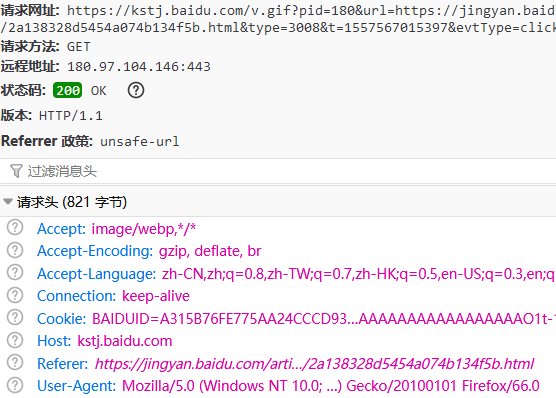 请求网址: https://kstj.baidu.com/v.gif?pid=180&url=https://jingyan.baid
/2a138328d5454a074b134f5b.html&type=3008&t=1557567015397&evtType=click
请求方法: GET
远程地址: 180.97.104.146:443
状态码: 200 OK ?
版本: HTTP/1.1
Referrer 政策: unsafe-url
过滤消息头
请求头 (821 字节)
? Accept: image/webp,*/*
? Accept-Encoding: gzip, deflate, br
? Accept-Language: zh-CN,zh;q=0.8,zh-TW;q=0.7,zh-HK;q=0.5,en-US;q=0.3,en;q
? Connection: keep-alive
? Cookie: BAIDUID=A315B76FE775AA24CCCD93...AAAAAAAAAAAAAAAAAO1t-1
? Host: kstj.baidu.com
? Referer: https://jingyan.baidu.com/arti.../2a138328d5454a074b134f5b.html
? User-Agent: Mozilla/5.0 (Windows NT 10.0; ...) Gecko/20100101 Firefox/66.0